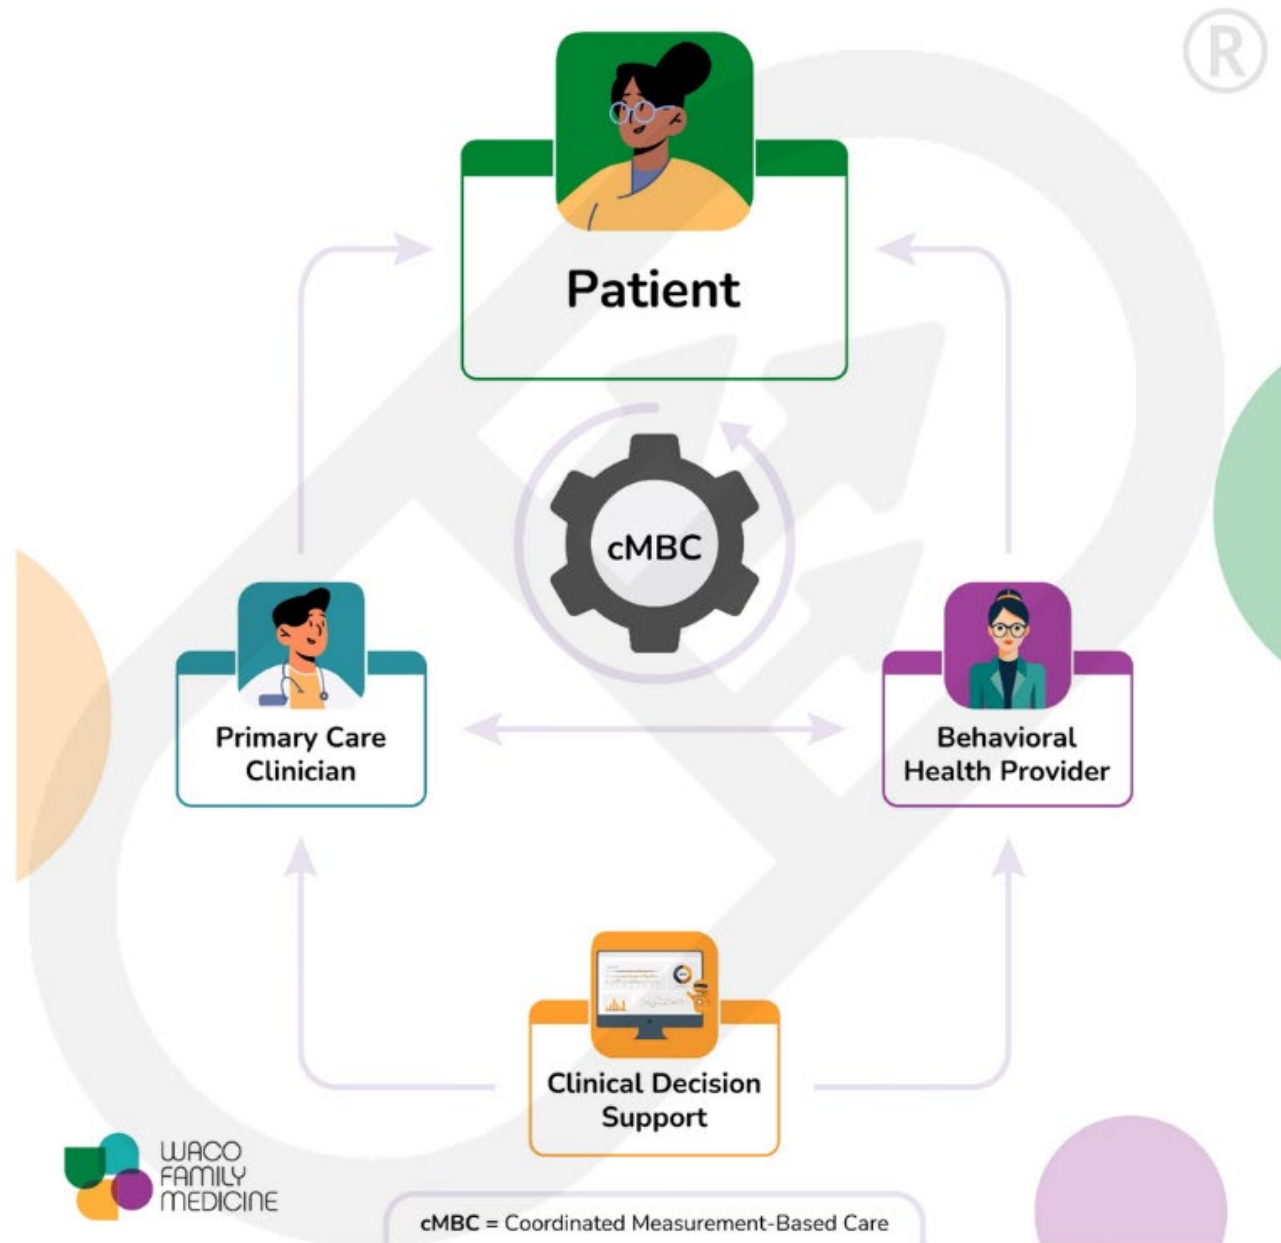 ®
Patient
cMBC
Primary Care
Clinician
Behavioral
Health Provider
Clinical Decision
Support
WACO
FAMILY
MEDICINE
cMBC = Coordinated Measurement-Based Care